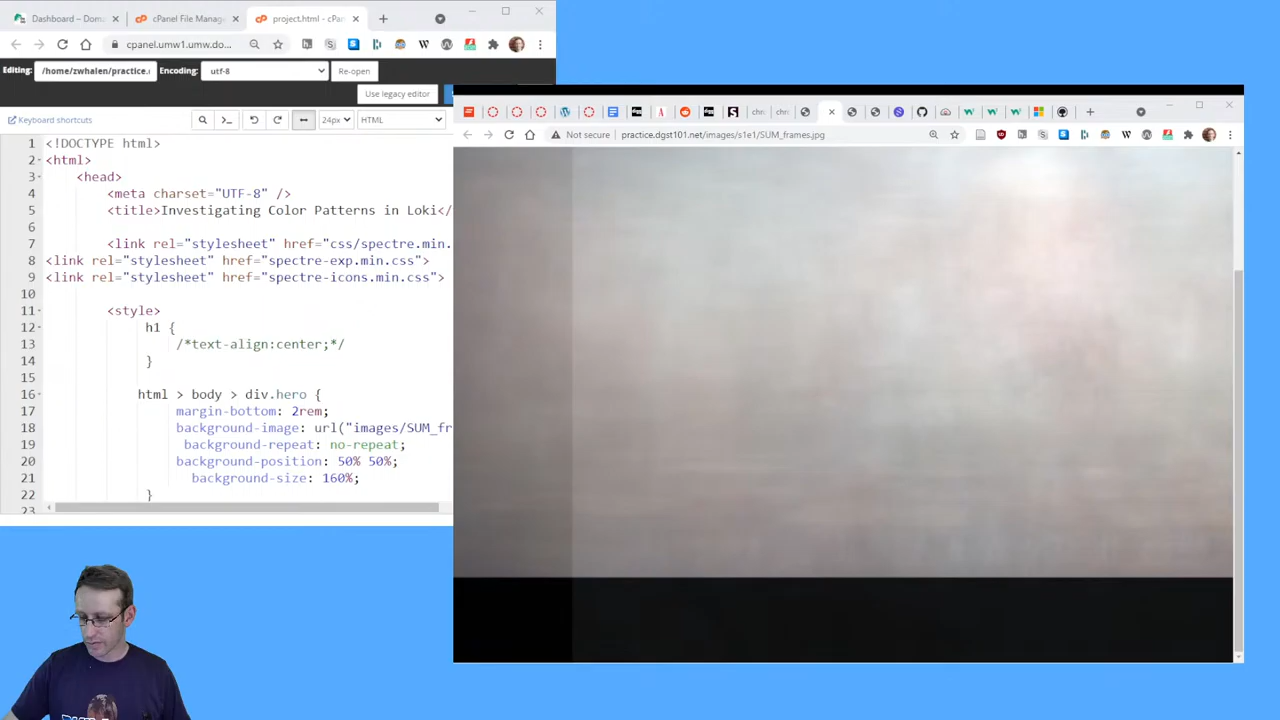 Dashboard – Dom
cPanel File Manag
project.html - cPan
cpanel.umw1.umw.do...
Editing: /home/zwhalen/practice. Encoding: utf-8 Re-open
Use legacy editor
Keyboard shortcuts
24px HTML
1 <!DOCTYPE html>
2 <html>
3 <head>
4 <meta charset="UTF-8" />
5 <title>Investigating Color Patterns in Loki</
6
7 <link rel="stylesheet" href="css/spectre.min.
8 <link rel="stylesheet" href="spectre-exp.min.css">
9 <link rel="stylesheet" href="spectre-icons.min.css">
10
11 <style>
12 h1 {
13 /*text-align:center;*/
14 }
15
16 html > body > div.hero {
17 margin-bottom: 2rem;
18 background-image: url("images/SUM_fr
19 background-repeat: no-repeat;
20 background-position: 50% 50%;
21 background-size: 160%;
22 }
23
chr
chr
Not secure practice.dgst101.net/images/s1e1/SUM_frames.jpg